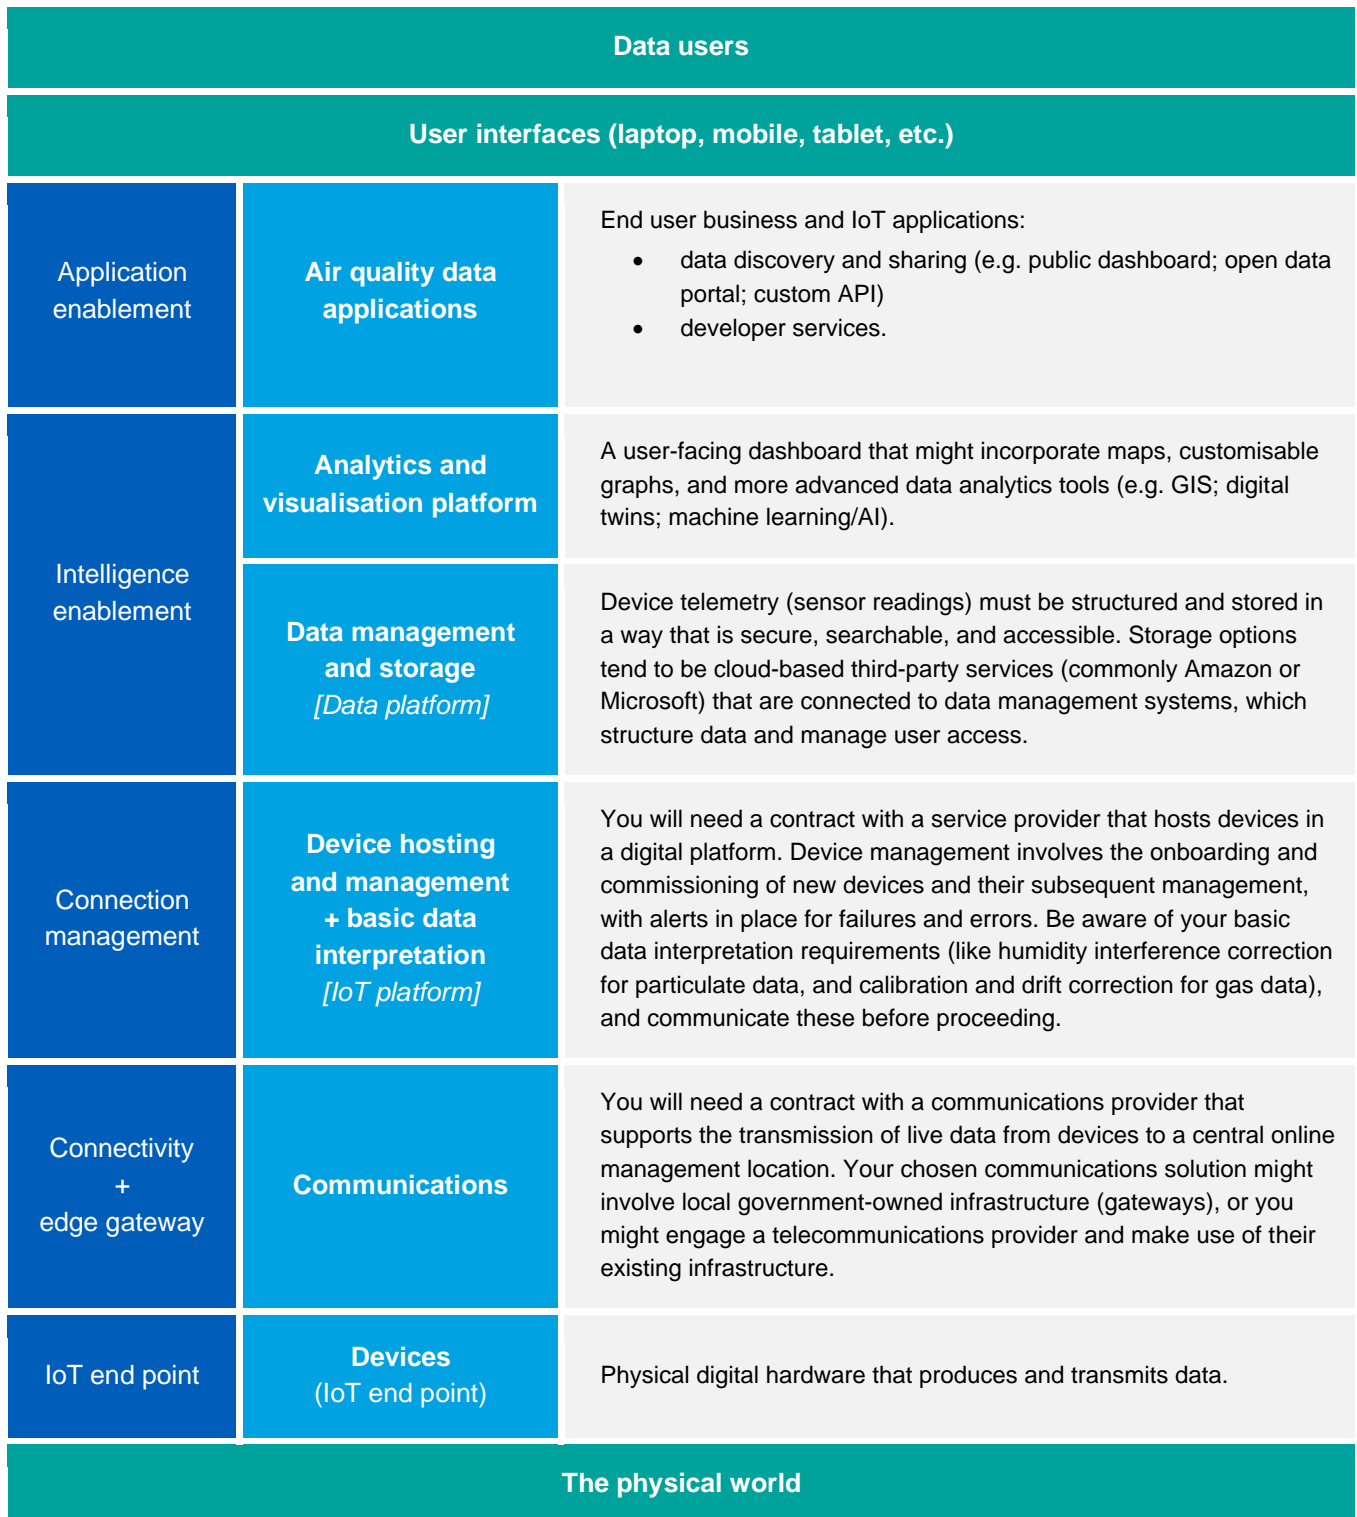 Data users
User interfaces (laptop, mobile, tablet, etc.)
Application
enablement
Air quality data
applications
End user business and IoT applications:
• data discovery and sharing (e.g. public dashboard; open data
portal; custom API)
• developer services.
Intelligence
enablement
Analytics and
visualisation platform
A user-facing dashboard that might incorporate maps, customisable
graphs, and more advanced data analytics tools (e.g. GIS; digital
twins; machine learning/AI).
Data management
and storage
[Data platform]
Device telemetry (sensor readings) must be structured and stored in
a way that is secure, searchable, and accessible. Storage options
tend to be cloud-based third-party services (commonly Amazon or
Microsoft) that are connected to data management systems, which
structure data and manage user access.
Connection
management
Device hosting
and management
+ basic data
interpretation
[IoT platform]
You will need a contract with a service provider that hosts devices in
a digital platform. Device management involves the onboarding and
commissioning of new devices and their subsequent management,
with alerts in place for failures and errors. Be aware of your basic
data interpretation requirements (like humidity interference correction
for particulate data, and calibration and drift correction for gas data),
and communicate these before proceeding.
Connectivity
+
edge gateway
Communications
You will need a contract with a communications provider that
supports the transmission of live data from devices to a central online
management location. Your chosen communications solution might
involve local government-owned infrastructure (gateways), or you
might engage a telecommunications provider and make use of their
existing infrastructure.
IoT end point
Devices
(IoT end point)
Physical digital hardware that produces and transmits data.
The physical world